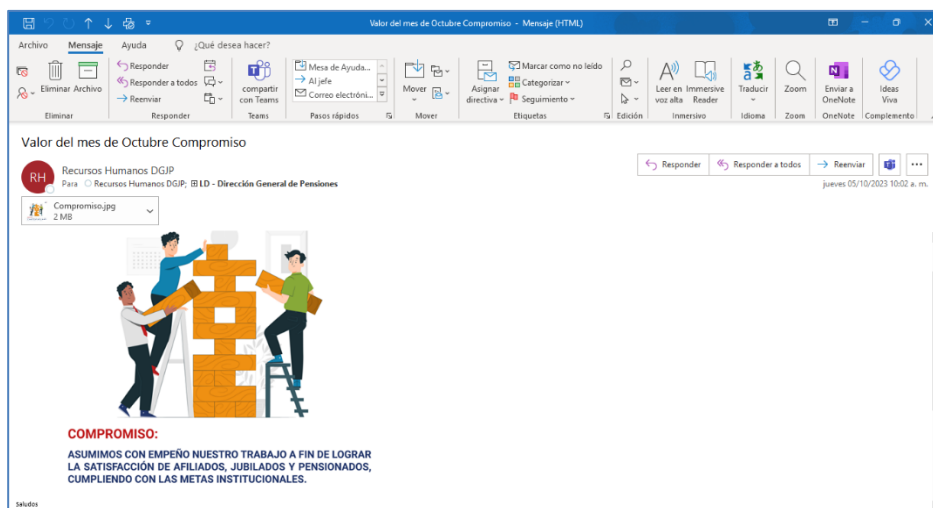 Valor del mes de Octubre Compromiso - Mensaje (HTML)
Archivo Mensaje Ayuda ¿Qué desea hacer?
Eliminar Archivo
Responder
Responder a todos
Reenviar
compartir con Teams
Mesa de Ayuda...
Al jefe
Correo electróni...
Mover
Asignar directiva
Marcar como no leído
Categorizar
Seguimiento
Leer en voz alta
Immersive Reader
Traducir
Zoom
Enviar a OneNote
Ideas Viva
Eliminar Responder Teams Pasos rápidos Mover Etiquetas Edición Inmersivo Idioma Zoom OneNote Complemento
Valor del mes de Octubre Compromiso
RH
Recursos Humanos DGJP
Para Recursos Humanos DGJP; LD - Dirección General de Pensiones
Responder Responder a todos Reenviar
jueves 05/10/2023 10:02 a. m.
Compromiso.jpg
2 MB
COMPROMISO:
ASUMIMOS CON EMPEÑO NUESTRO TRABAJO A FIN DE LOGRAR
LA SATISFACCIÓN DE AFILIADOS, JUBILADOS Y PENSIONADOS,
CUMPLIENDO CON LAS METAS INSTITUCIONALES.
Saludos